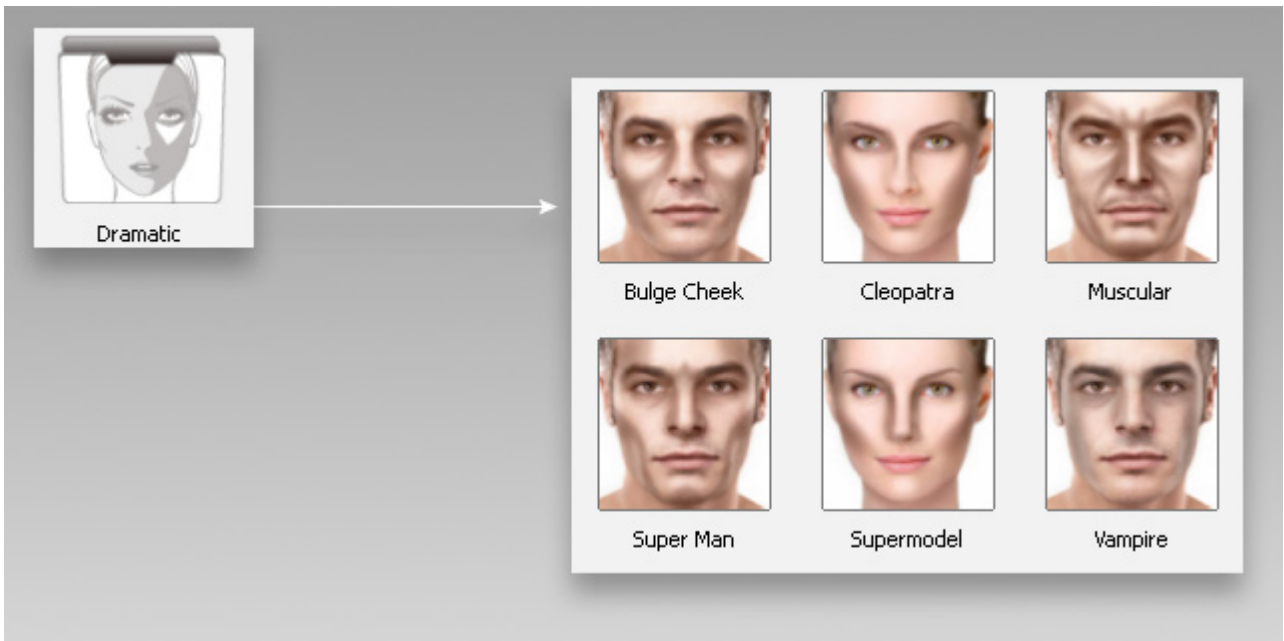 Dramatic
Bulge Cheek
Cleopatra
Muscular
Super Man
Supermodel
Vampire